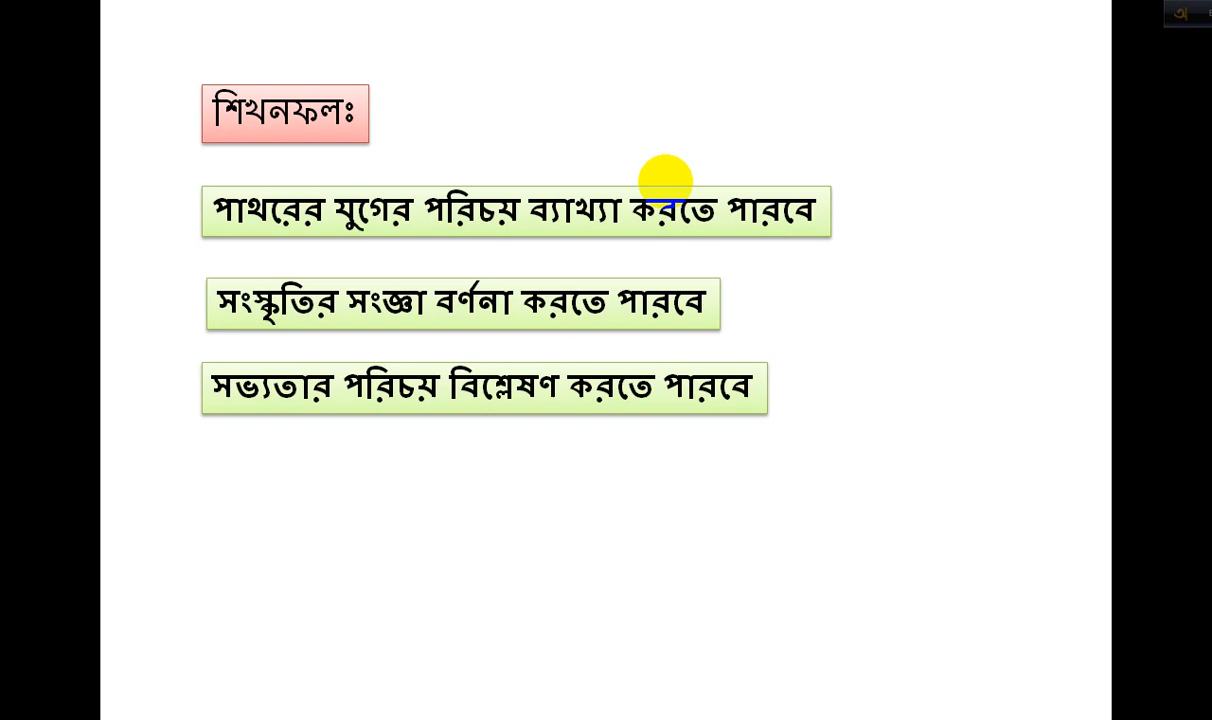 শিখনফলঃ
পাথরের যুগের পরিচয় ব্যাখ্যা করতে পারবে
সংস্কৃতির সংজ্ঞা বর্ণনা করতে পারবে
সভ্যতার পরিচয় বিশ্লেষণ করতে পারবে